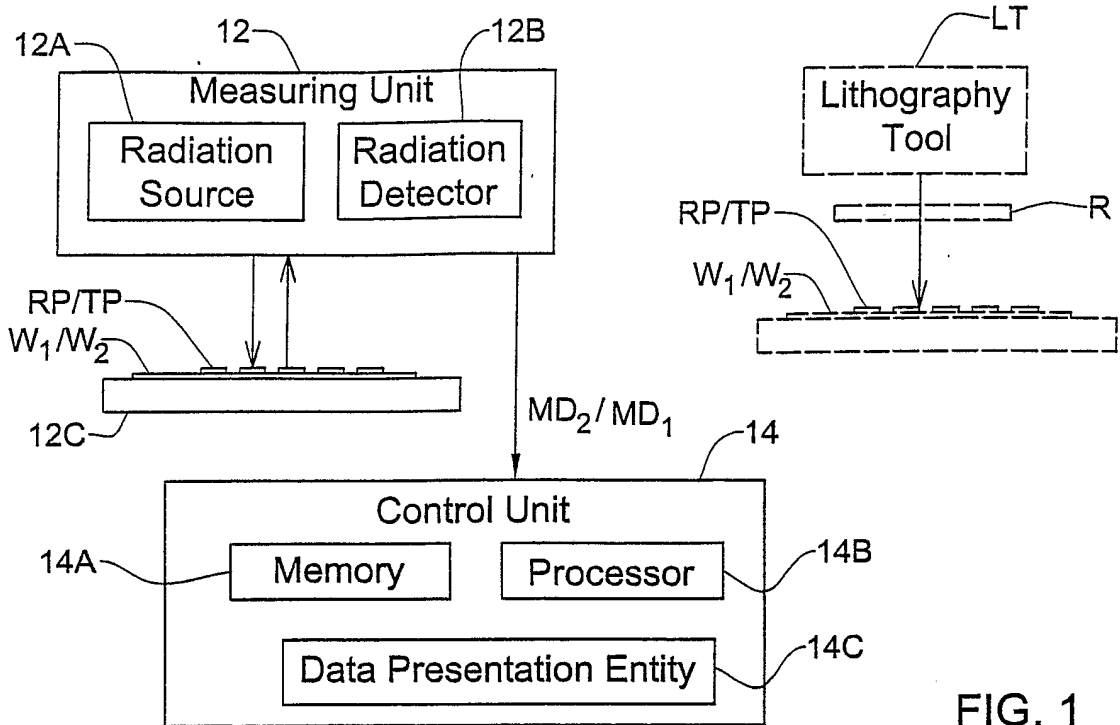 12A
12
12B
LT
Measuring Unit
Radiation
Source
Radiation
Detector
Lithography
Tool
RP/TP
R
W1/W2
RP/TP
W1/W2
12C
MD2/MD1
14
Control Unit
14A
Memory
Processor
14B
Data Presentation Entity
14C
FIG. 1